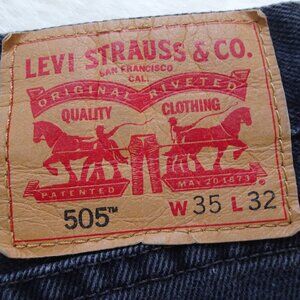 LEVI STRAUSS & CO.
SAN FRANCISCO
CAL.
ORIGINAL RIVETED
QUALITY CLOTHING
PATENTED MAY 20 1873
505™ W 35 L 32